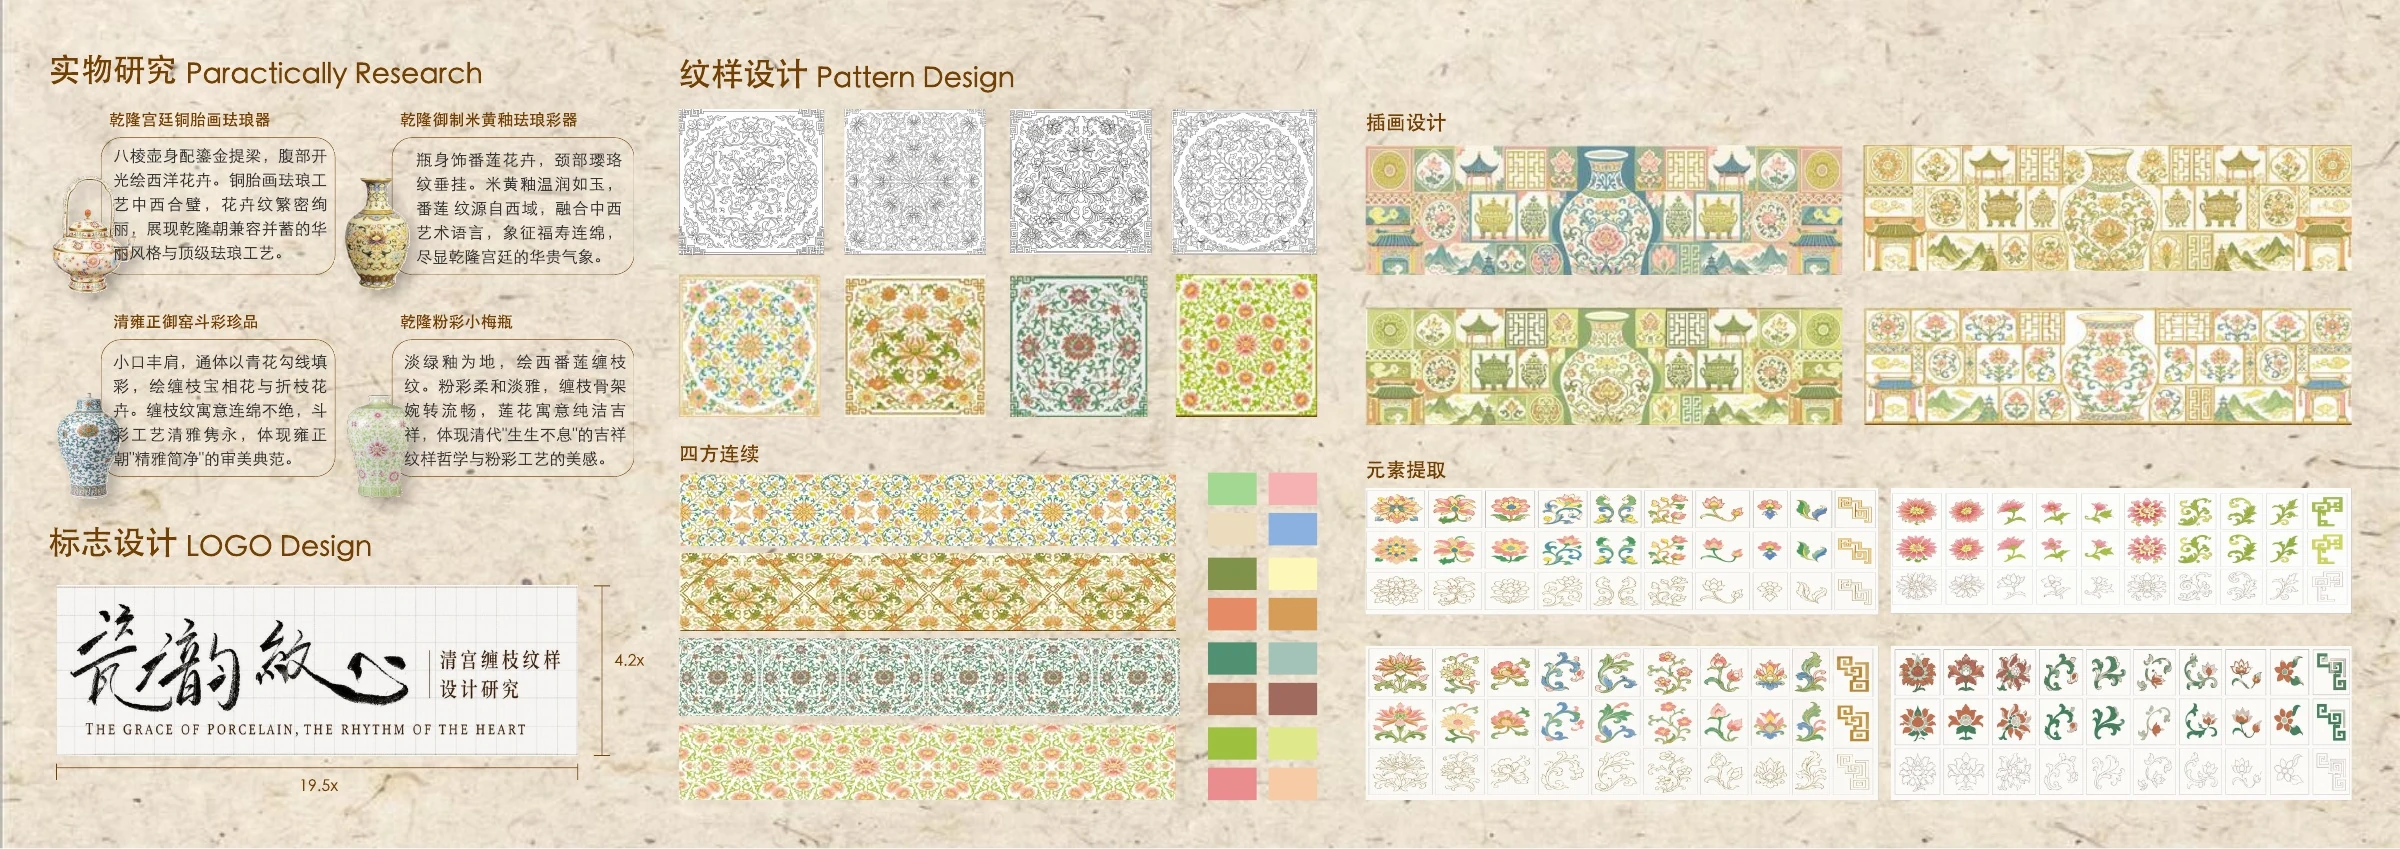 实物研究 Paractically Research
乾隆宫廷铜胎画珐琅器
八棱壶身配鎏金提梁，腹部开
光绘西洋花卉。铜胎画珐琅工
艺中西合璧，花卉纹繁密绚
丽，展现乾隆朝兼容并蓄的华
丽风格与顶级珐琅工艺。
乾隆御制米黄釉珐琅彩器
瓶身饰番莲花卉，颈部璎珞
纹垂挂。米黄釉温润如玉，
番莲 纹源自西域，融合中西
艺术语言，象征福寿连绵，
尽显乾隆宫廷的华贵气象。
清雍正御窑斗彩珍品
小口丰肩，通体以青花勾线填
彩，绘缠枝宝相花与折枝花
卉。缠枝纹寓意连绵不绝，斗
彩工艺清雅隽永，体现雍正
朝"精雅简净"的审美典范。
乾隆粉彩小梅瓶
淡绿釉为地，绘西番莲缠枝
纹。粉彩柔和淡雅，缠枝骨架
婉转流畅，莲花寓意纯洁吉
祥，体现清代"生生不息"的吉祥
纹样哲学与粉彩工艺的美感。
标志设计 LOGO Design
瓷韵纹心
清宫缠枝纹样
设计研究
THE GRACE OF PORCELAIN, THE RHYTHM OF THE HEART
4.2x
19.5x
纹样设计 Pattern Design
四方连续
插画设计
元素提取